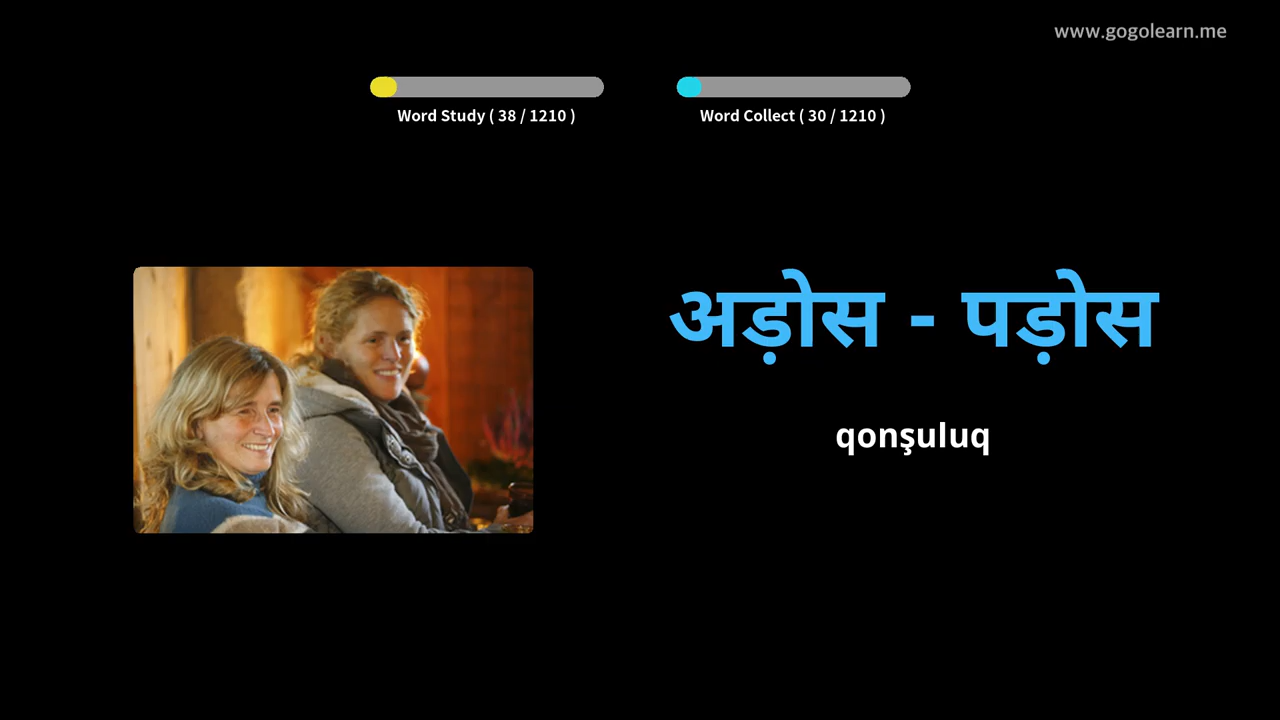 www.gogolearn.me
Word Study ( 38 / 1210 )
Word Collect ( 30 / 1210 )
अड़ोस - पड़ोस
qonşuluq